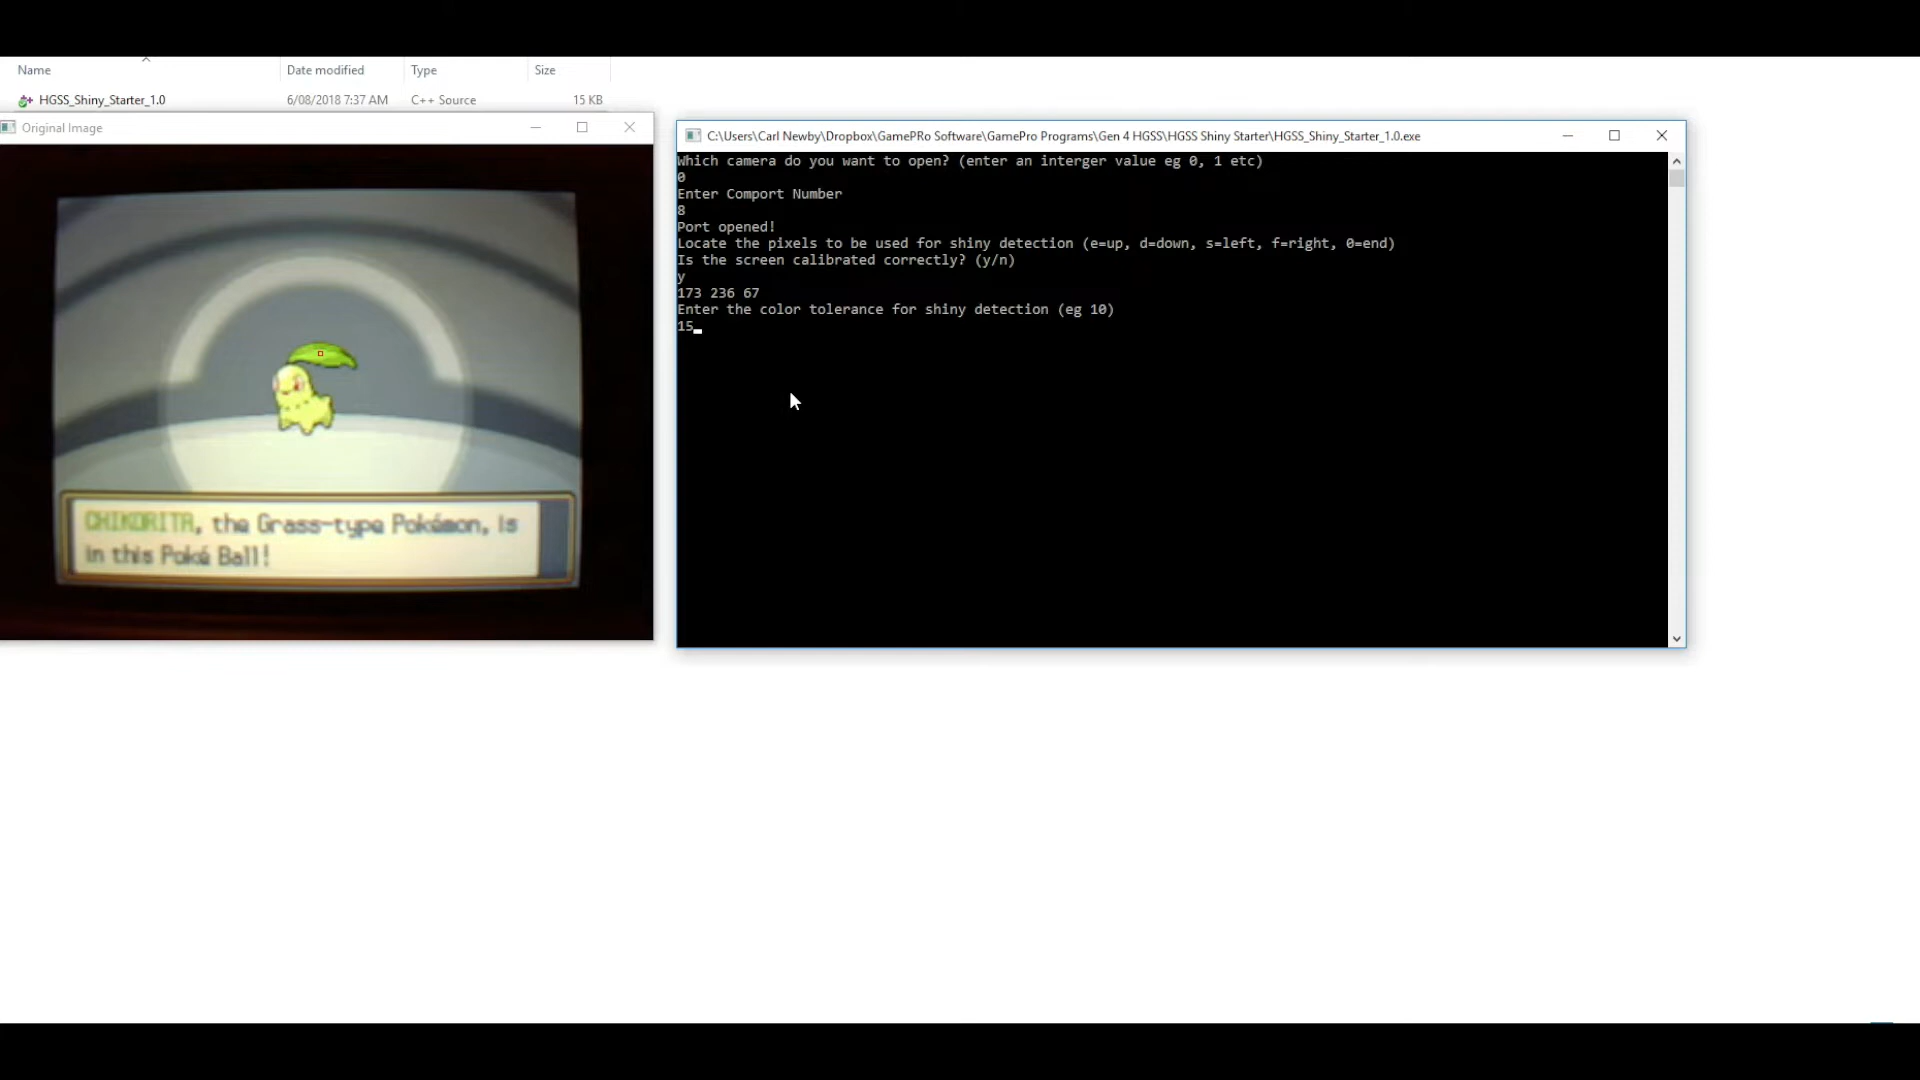 Name Date modified Type Size
HGSS_Shiny_Starter_1.0 6/08/2018 7:37 AM C++ Source 15 KB
Original Image
CHIKORITA, the Grass-type Pokémon, is
in this Poké Ball!
C:\Users\Carl Newby\Dropbox\GamePRo Software\GamePro Programs\Gen 4 HGSS\HGSS Shiny Starter\HGSS_Shiny_Starter_1.0.exe
Which camera do you want to open? (enter an interger value eg 0, 1 etc)
0
Enter Comport Number
8
Port opened!
Locate the pixels to be used for shiny detection (e=up, d=down, s=left, f=right, 0=end)
Is the screen calibrated correctly? (y/n)
y
173 236 67
Enter the color tolerance for shiny detection (eg 10)
15